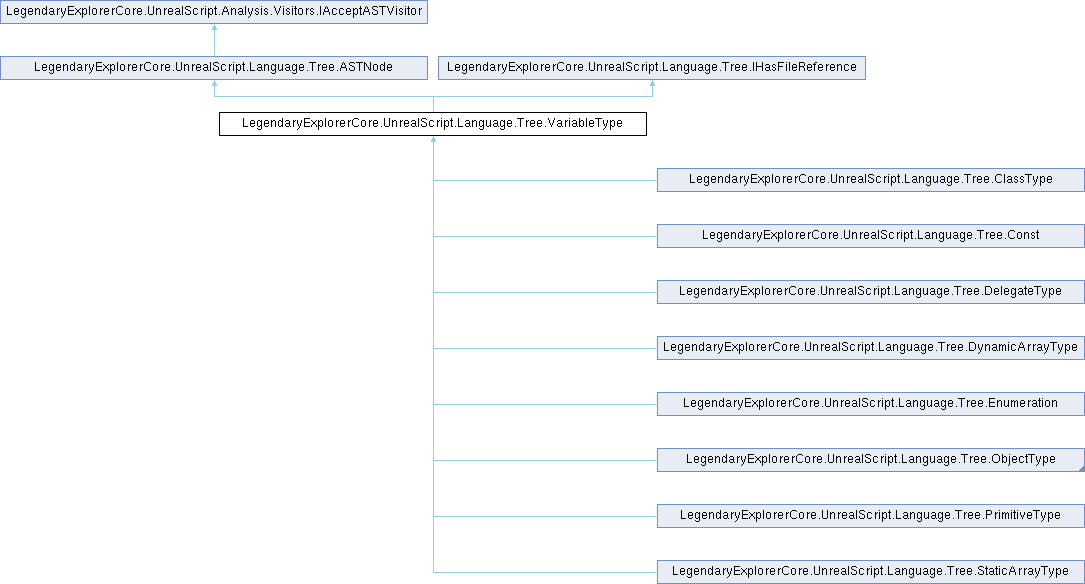 LegendaryExplorerCore.UnrealScript.Analysis.Visitors.IAcceptASTVisitor
LegendaryExplorerCore.UnrealScript.Language.Tree.ASTNode
LegendaryExplorerCore.UnrealScript.Language.Tree.IHasFileReference
LegendaryExplorerCore.UnrealScript.Language.Tree.VariableType
LegendaryExplorerCore.UnrealScript.Language.Tree.ClassType
LegendaryExplorerCore.UnrealScript.Language.Tree.Const
LegendaryExplorerCore.UnrealScript.Language.Tree.DelegateType
LegendaryExplorerCore.UnrealScript.Language.Tree.DynamicArrayType
LegendaryExplorerCore.UnrealScript.Language.Tree.Enumeration
LegendaryExplorerCore.UnrealScript.Language.Tree.ObjectType
LegendaryExplorerCore.UnrealScript.Language.Tree.PrimitiveType
LegendaryExplorerCore.UnrealScript.Language.Tree.StaticArrayType